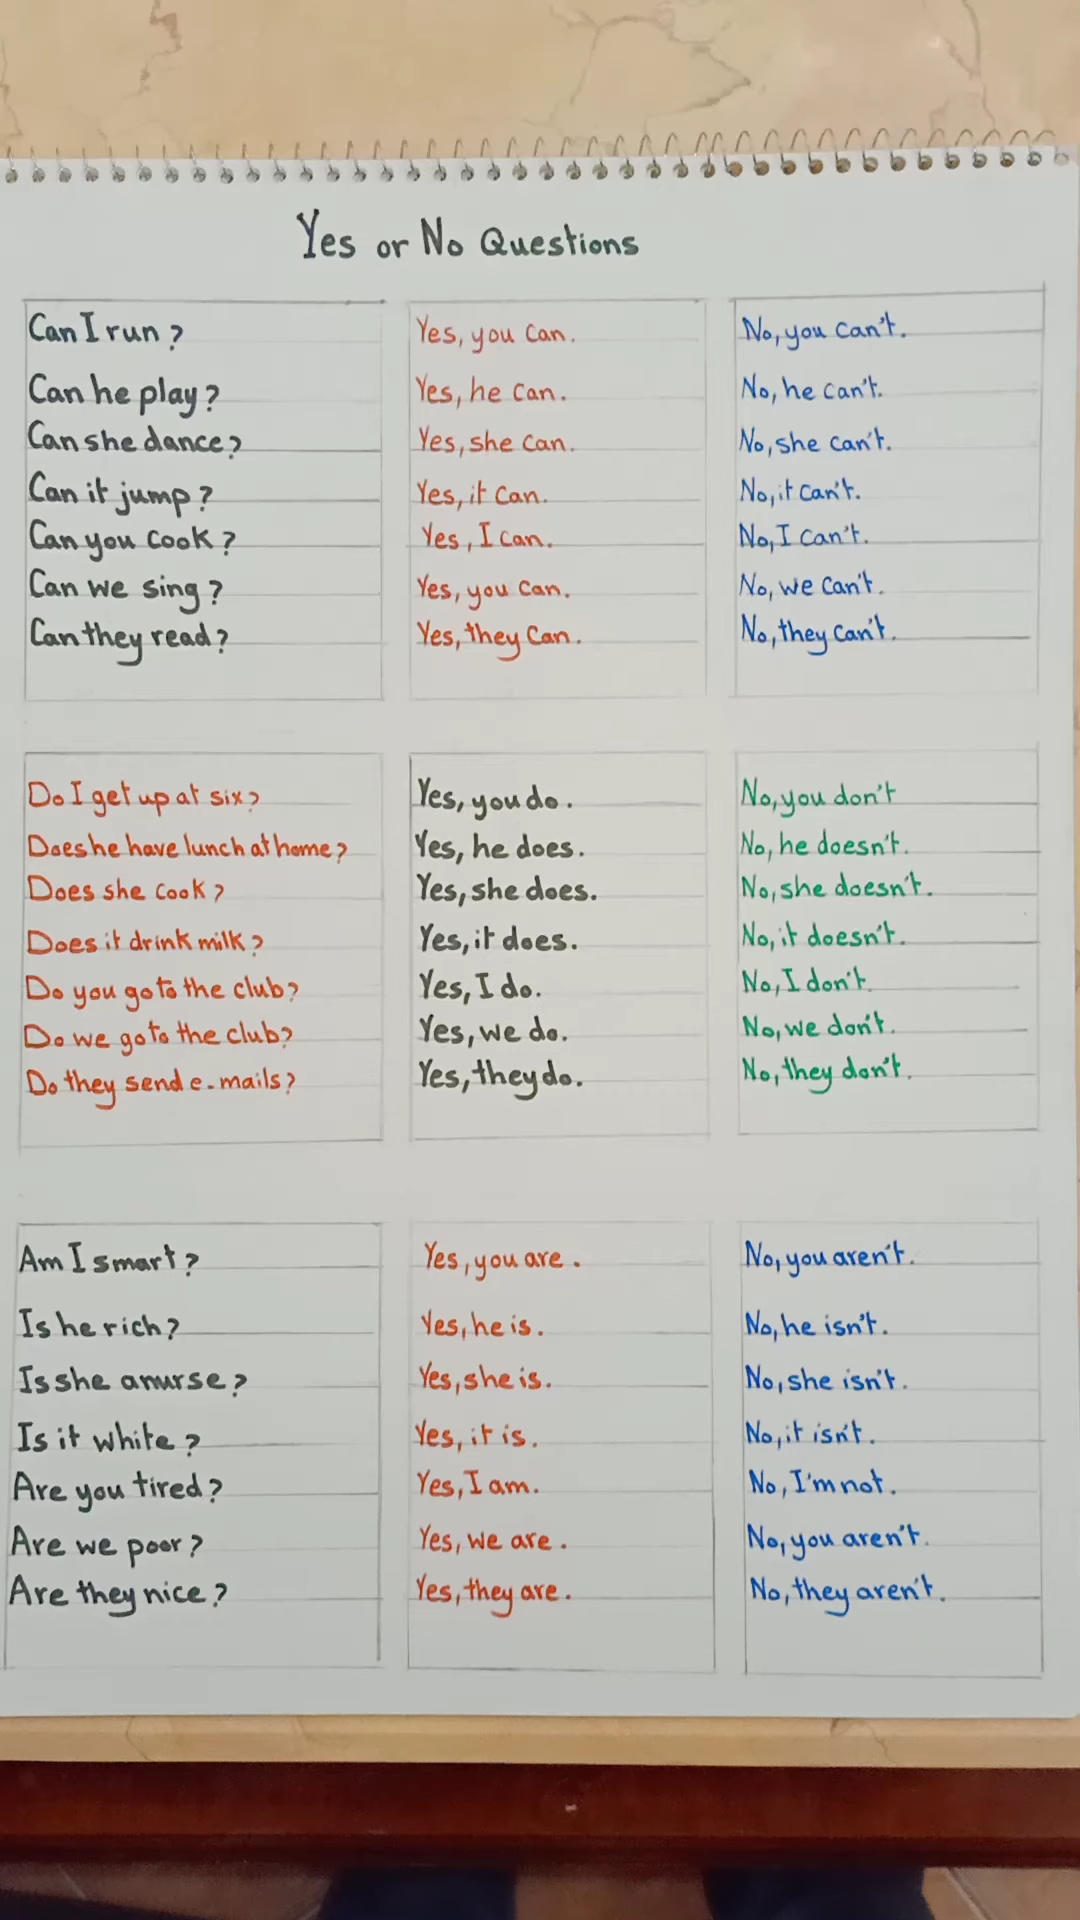 Yes or No Questions
Can I run? Yes, you can. No, you can't.
Can he play? Yes, he can. No, he can't.
Can she dance? Yes, she can. No, she can't.
Can it jump? Yes, it can. No, it can't.
Can you cook? Yes, I can. No, I can't.
Can we sing? Yes, you can. No, we can't.
Can they read? Yes, they can. No, they can't.
Do I get up at six? Yes, you do. No, you don't
Does he have lunch at home? Yes, he does. No, he doesn't.
Does she cook? Yes, she does. No, she doesn't.
Does it drink milk? Yes, it does. No, it doesn't.
Do you go to the club? Yes, I do. No, I don't.
Do we go to the club? Yes, we do. No, we don't.
Do they send e-mails? Yes, they do. No, they don't.
Am I smart? Yes, you are. No, you aren't.
Is he rich? Yes, he is. No, he isn't.
Is she a nurse? Yes, she is. No, she isn't.
Is it white? Yes, it is. No, it isn't.
Are you tired? Yes, I am. No, I'm not.
Are we poor? Yes, we are. No, you aren't.
Are they nice? Yes, they are. No, they aren't.